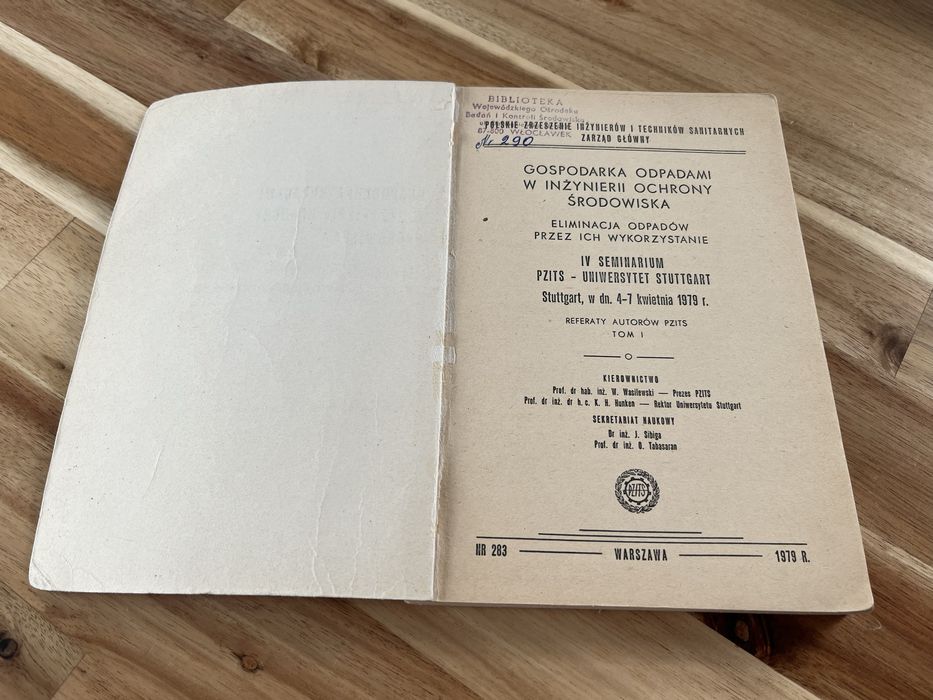 BIBLIOTEKA
Wojewódzkiego Ośrodka
Badań i Kontroli Środowiska
87-800 WŁOCŁAWEK
Nr 290
POLSKIE ZRZESZENIE INŻYNIERÓW I TECHNIKÓW SANITARNYCH
ZARZĄD GŁÓWNY
GOSPODARKA ODPADAMI
W INŻYNIERII OCHRONY
ŚRODOWISKA
ELIMINACJA ODPADÓW
PRZEZ ICH WYKORZYSTANIE
IV SEMINARIUM
PZITS – UNIWERSYTET STUTTGART
Stuttgart, w dn. 4–7 kwietnia 1979 r.
REFERATY AUTORÓW PZITS
TOM I
KIEROWNICTWO
Prof. dr hab. inż. W. Wasilewski — Prezes PZITS
Prof. dr inż. dr h. c. K. H. Hunken — Rektor Uniwersytetu Stuttgart
SEKRETARIAT NAUKOWY
Dr inż. J. Sibiga
Prof. dr inż. O. Tabasaran
PZITS
NR 283 — WARSZAWA — 1979 R.